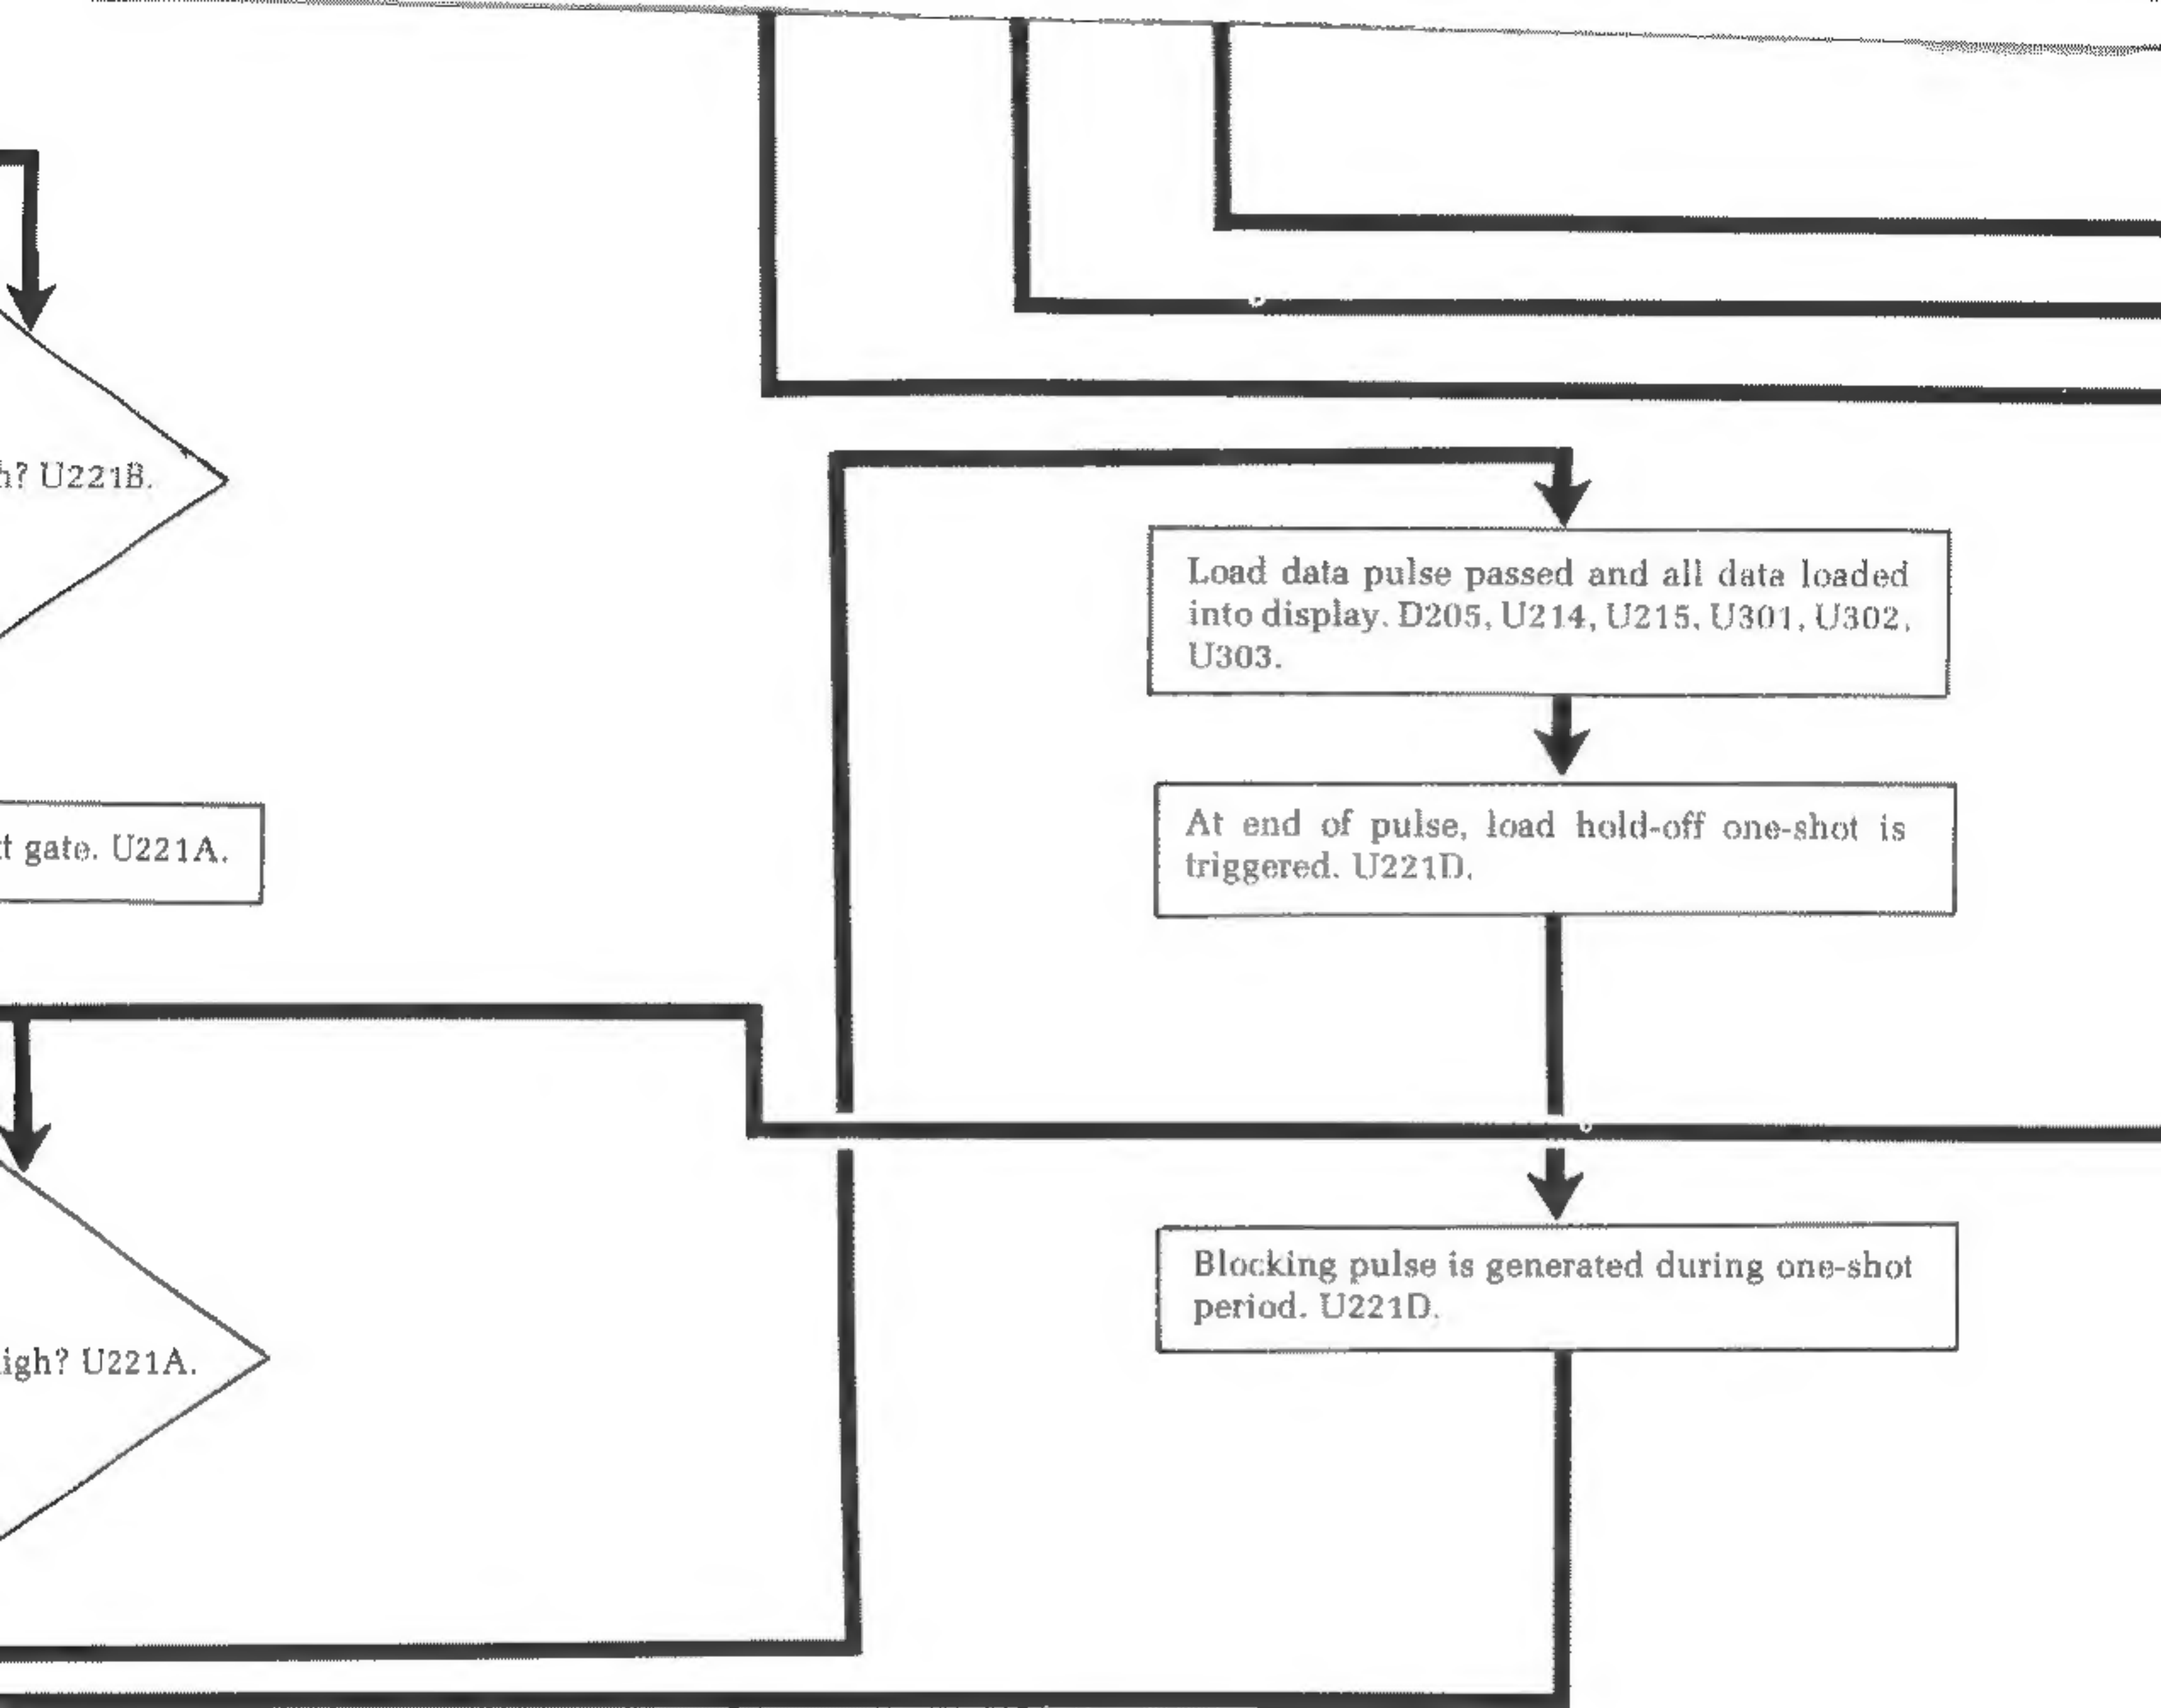 h? U221B.
Load data pulse passed and all data loaded
into display. D205, U214, U215, U301, U302,
U303.
At end of pulse, load hold-off one-shot is
triggered. U221D.
t gate. U221A.
Blocking pulse is generated during one-shot
period. U221D.
igh? U221A.